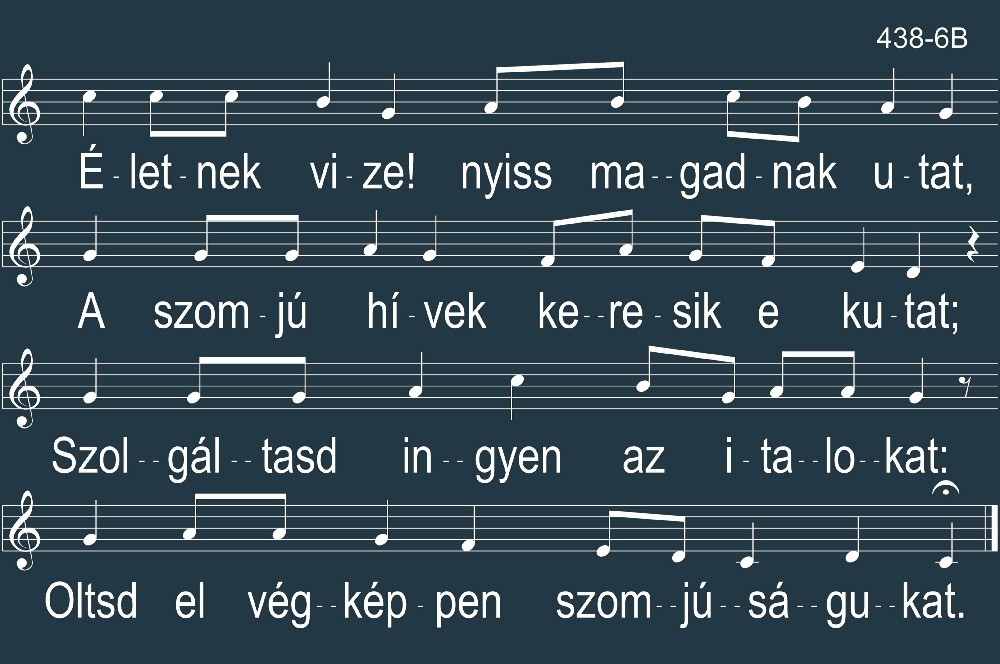 438-6B
É - let - nek vi - ze! nyiss ma - - gad - nak u - tat,
A szom - jú hí - vek ke - - re - sik e ku - tat;
Szol - - gál - - tasd in - - gyen az i - ta - - lo - - kat:
Oltsd el vég - - kép - pen szom - - jú - - sá - - gu - - kat.